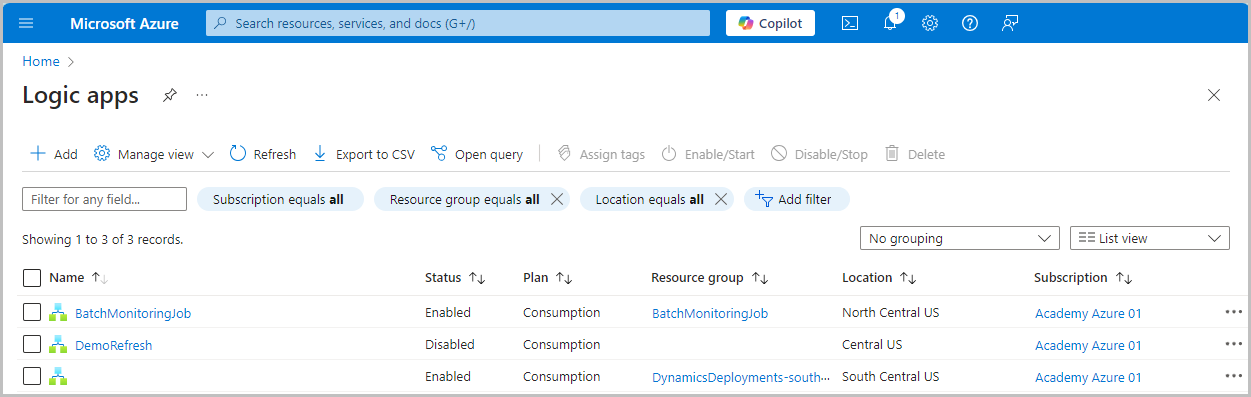 Microsoft Azure Search resources, services, and docs (G+/) Copilot 1
Home >
Logic apps ...
+ Add Manage view Refresh Export to CSV Open query Assign tags Enable/Start Disable/Stop Delete
Filter for any field... Subscription equals all Resource group equals all Location equals all Add filter
Showing 1 to 3 of 3 records. No grouping List view
Name Status Plan Resource group Location Subscription
BatchMonitoringJob Enabled Consumption BatchMonitoringJob North Central US Academy Azure 01 ...
DemoRefresh Disabled Consumption Central US Academy Azure 01 ...
Enabled Consumption DynamicsDeployments-south... South Central US Academy Azure 01 ...